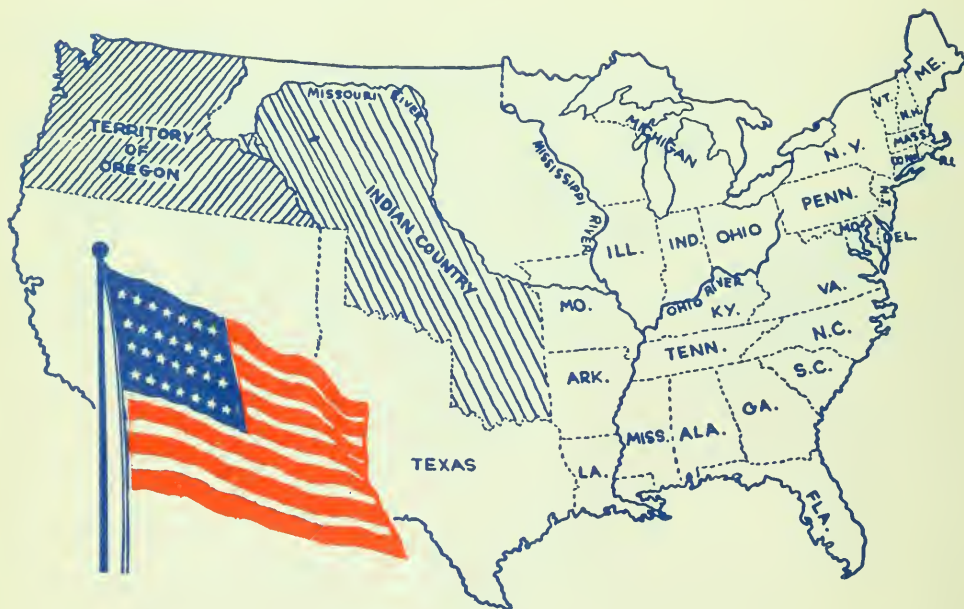 TERRITORY
OF
OREGON
MISSOURI RIVER
INDIAN COUNTRY
MISSISSIPPI RIVER
MICHIGAN
ME.
VT.
N.H.
MASS.
CONN.
R.I.
N.Y.
PENN.
N.J.
MD.
DEL.
ILL.
IND.
OHIO
VA.
MO.
OHIO RIVER
KY.
N.C.
TENN.
S.C.
ARK.
MISS.
ALA.
GA.
TEXAS
LA.
FLA.